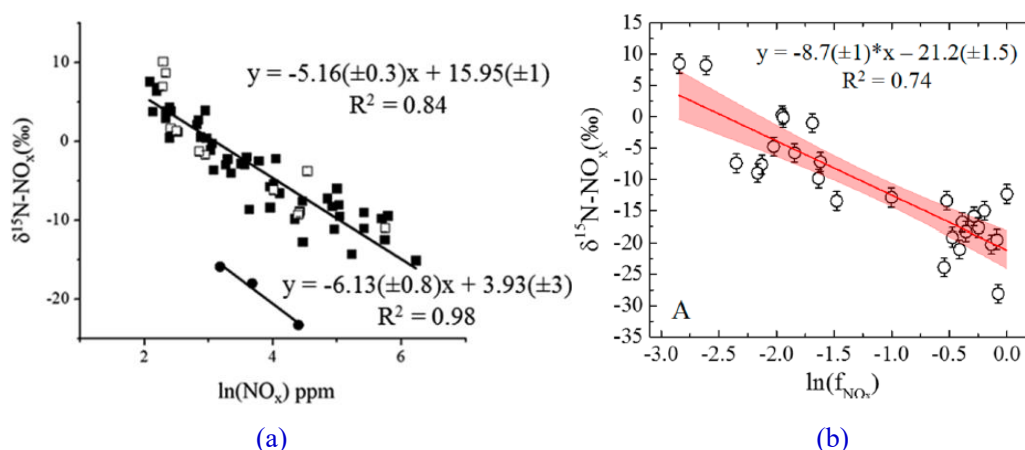 y = -5.16(±0.3)x + 15.95(±1)
R² = 0.84
y = -6.13(±0.8)x + 3.93(±3)
R² = 0.98
δ¹⁵N-NOₓ(‰)
10
0
-10
-20
2
4
6
ln(NOₓ) ppm
(a)
y = -8.7(±1)*x – 21.2(±1.5)
R² = 0.74
δ¹⁵N-NOₓ(‰)
15
10
5
0
-5
-10
-15
-20
-25
-30
-35
A
-3.0 -2.5 -2.0 -1.5 -1.0 -0.5 0.0
ln(f_NOₓ)
(b)